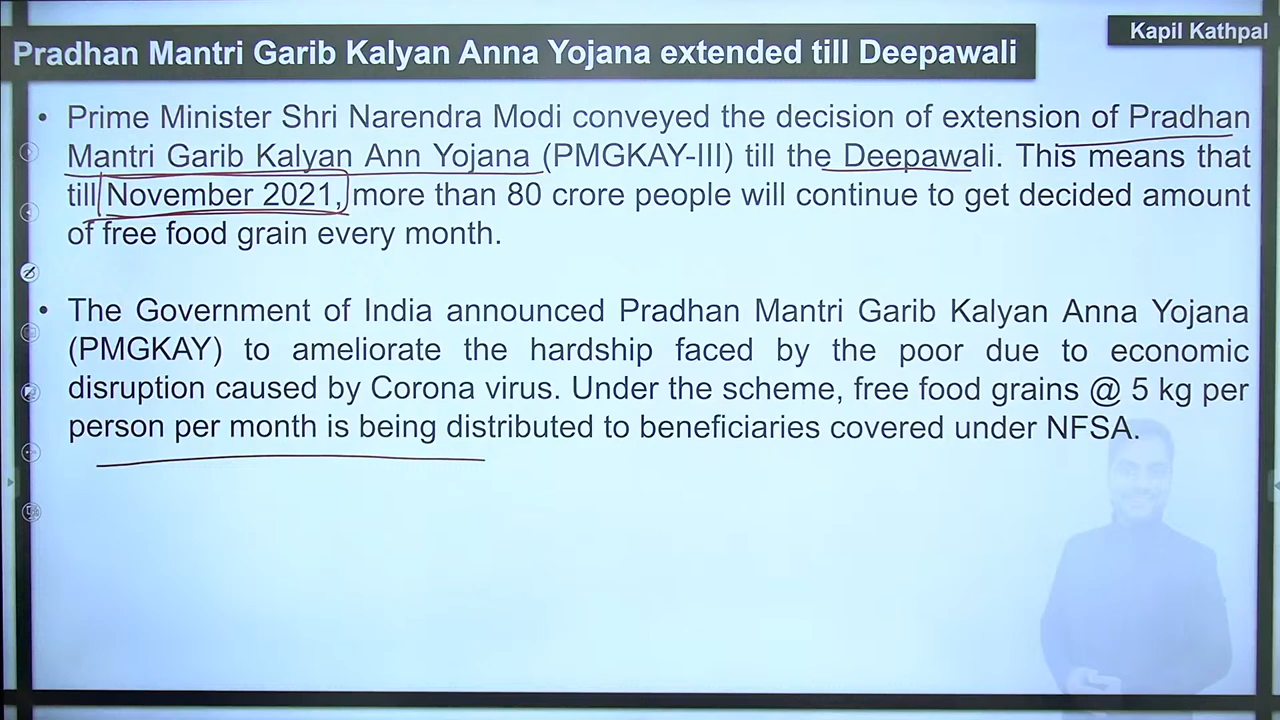 Kapil Kathpal
Pradhan Mantri Garib Kalyan Anna Yojana extended till Deepawali
• Prime Minister Shri Narendra Modi conveyed the decision of extension of Pradhan
Mantri Garib Kalyan Ann Yojana (PMGKAY-III) till the Deepawali. This means that
till November 2021, more than 80 crore people will continue to get decided amount
of free food grain every month.
• The Government of India announced Pradhan Mantri Garib Kalyan Anna Yojana
(PMGKAY) to ameliorate the hardship faced by the poor due to economic
disruption caused by Corona virus. Under the scheme, free food grains @ 5 kg per
person per month is being distributed to beneficiaries covered under NFSA.